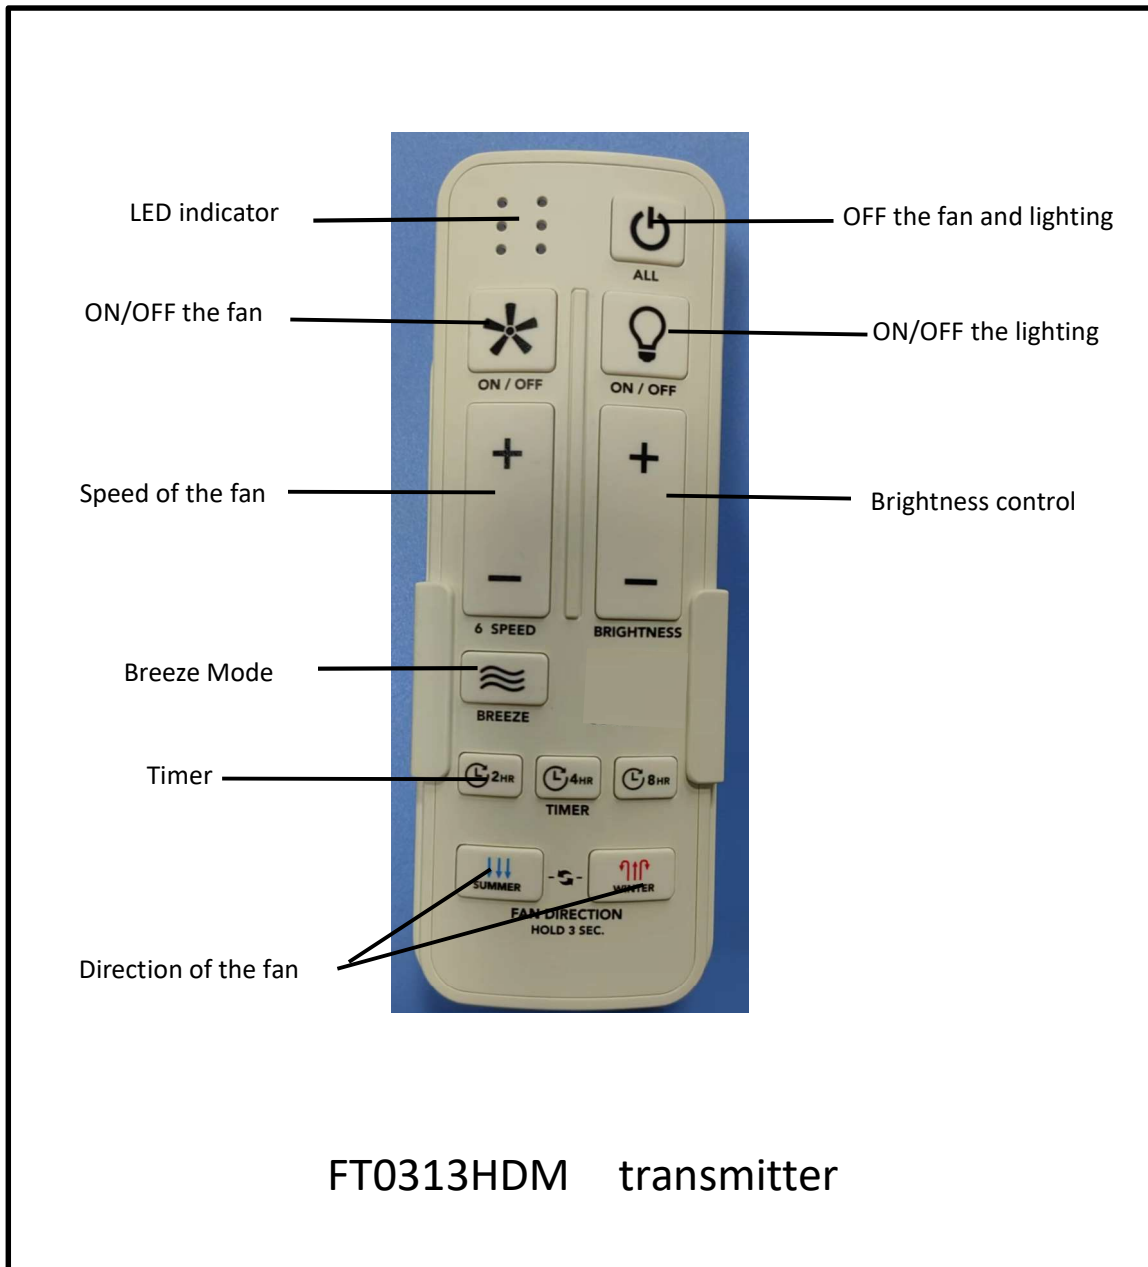 LED indicator
OFF the fan and lighting
ALL
ON/OFF the fan
ON/OFF the lighting
ON / OFF
ON / OFF
+
+
Speed of the fan
Brightness control
−
−
6 SPEED
BRIGHTNESS
Breeze Mode
BREEZE
Timer
2HR
4HR
8HR
TIMER
SUMMER
WINTER
FAN DIRECTION
HOLD 3 SEC.
Direction of the fan
FT0313HDM transmitter